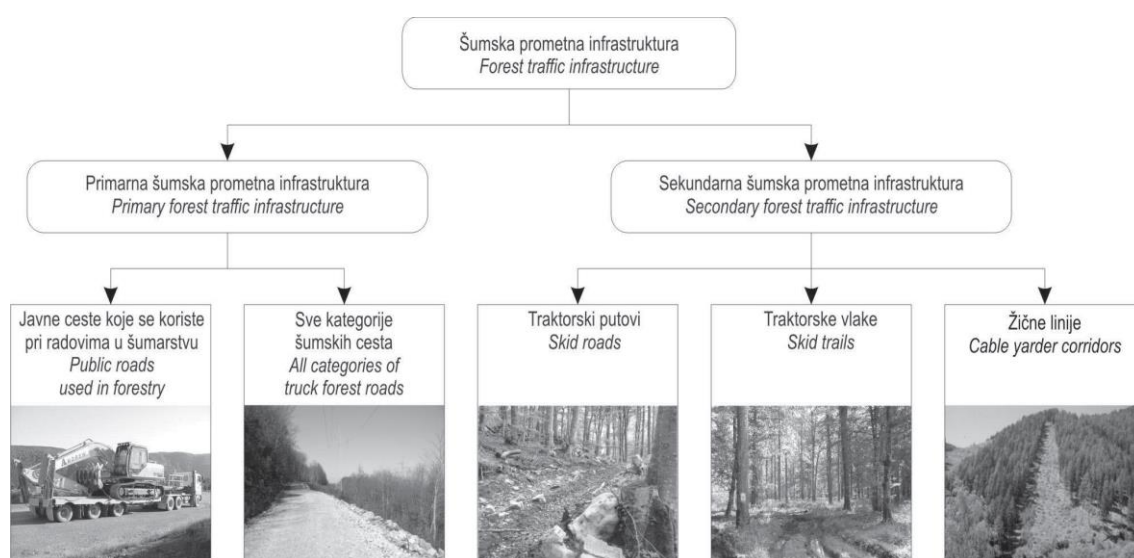 Šumska prometna infrastruktura
Forest traffic infrastructure
Primarna šumska prometna infrastruktura
Primary forest traffic infrastructure
Sekundarna šumska prometna infrastruktura
Secondary forest traffic infrastructure
Javne ceste koje se koriste
pri radovima u šumarstvu
Public roads
used in forestry
Sve kategorije
šumskih cesta
All categories of
truck forest roads
Traktorski putovi
Skid roads
Traktorske vlake
Skid trails
Žične linije
Cable yarder corridors